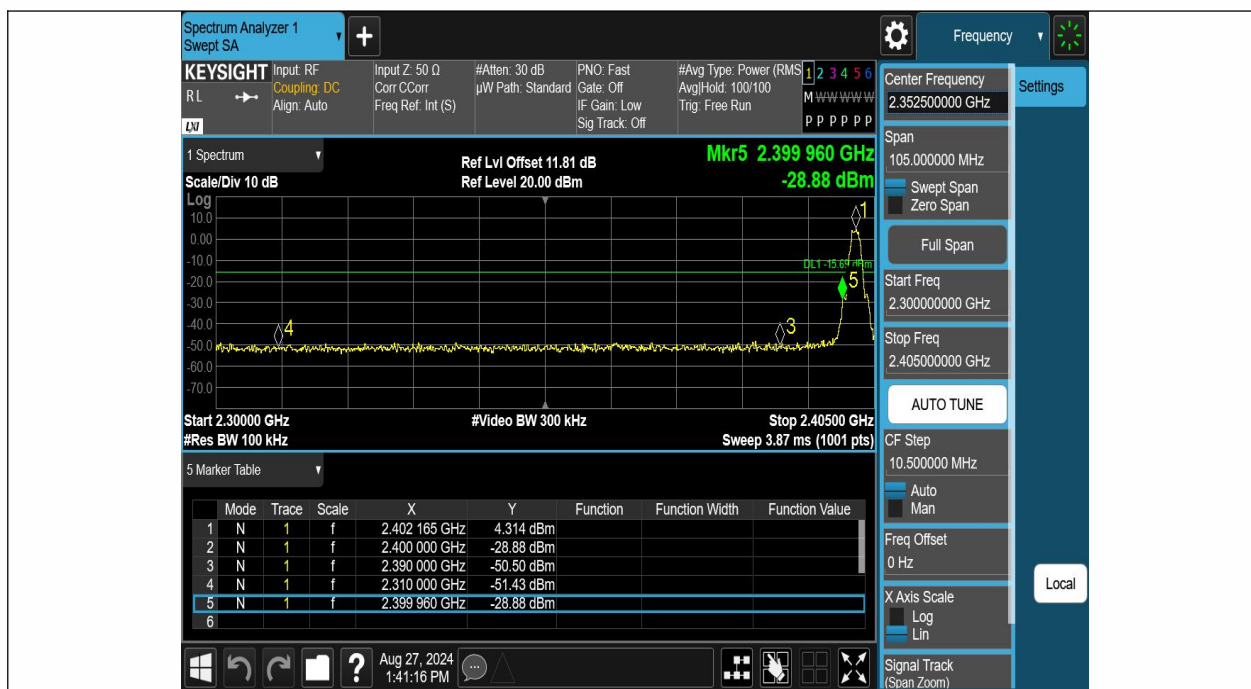 Spectrum Analyzer 1
Swept SA
+
Frequency
KEYSIGHT
RL
LXI
Input: RF
Coupling: DC
Align: Auto
Input Z: 50 Ω
Corr CCorr
Freq Ref: Int (S)
#Atten: 30 dB
µW Path: Standard
PNO: Fast
Gate: Off
IF Gain: Low
Sig Track: Off
#Avg Type: Power (RMS
Avg|Hold: 100/100
Trig: Free Run
1 2 3 4 5 6
M W W W W W
P P P P P P
Center Frequency
2.352500000 GHz
Settings
Span
105.000000 MHz
Swept Span
Zero Span
Full Span
Start Freq
2.300000000 GHz
Stop Freq
2.405000000 GHz
AUTO TUNE
CF Step
10.500000 MHz
Auto
Man
Freq Offset
0 Hz
X Axis Scale
Log
Lin
Signal Track
(Span Zoom)
Local
1 Spectrum
Scale/Div 10 dB
Ref Lvl Offset 11.81 dB
Ref Level 20.00 dBm
Mkr5 2.399 960 GHz
-28.88 dBm
Log
10.0
0.00
-10.0
-20.0
-30.0
-40.0
-50.0
-60.0
-70.0
1
DL1 -15.69 dBm
5
4
3
Start 2.30000 GHz
#Video BW 300 kHz
Stop 2.40500 GHz
#Res BW 100 kHz
Sweep 3.87 ms (1001 pts)
5 Marker Table
Mode Trace Scale X Y Function Function Width Function Value
1 N 1 f 2.402 165 GHz 4.314 dBm
2 N 1 f 2.400 000 GHz -28.88 dBm
3 N 1 f 2.390 000 GHz -50.50 dBm
4 N 1 f 2.310 000 GHz -51.43 dBm
5 N 1 f 2.399 960 GHz -28.88 dBm
6
?
Aug 27, 2024
1:41:16 PM